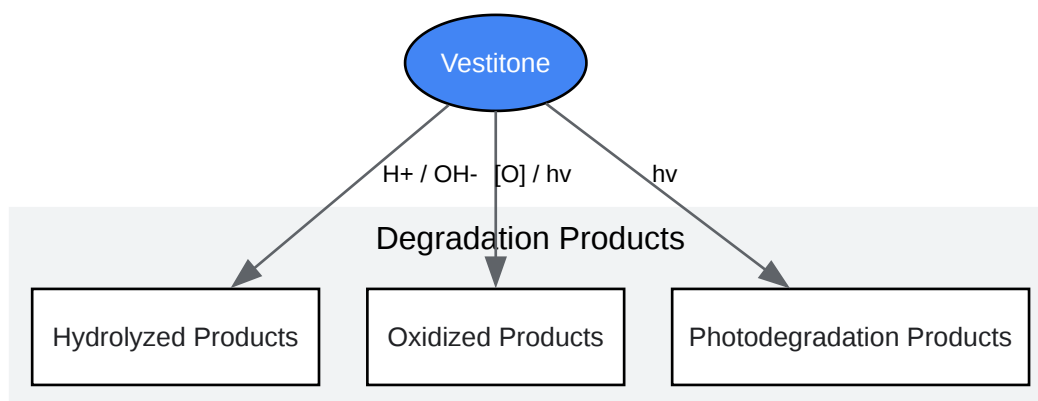 Vestitone
H+ / OH-
[O] / hv
hv
Degradation Products
Hydrolyzed Products
Oxidized Products
Photodegradation Products